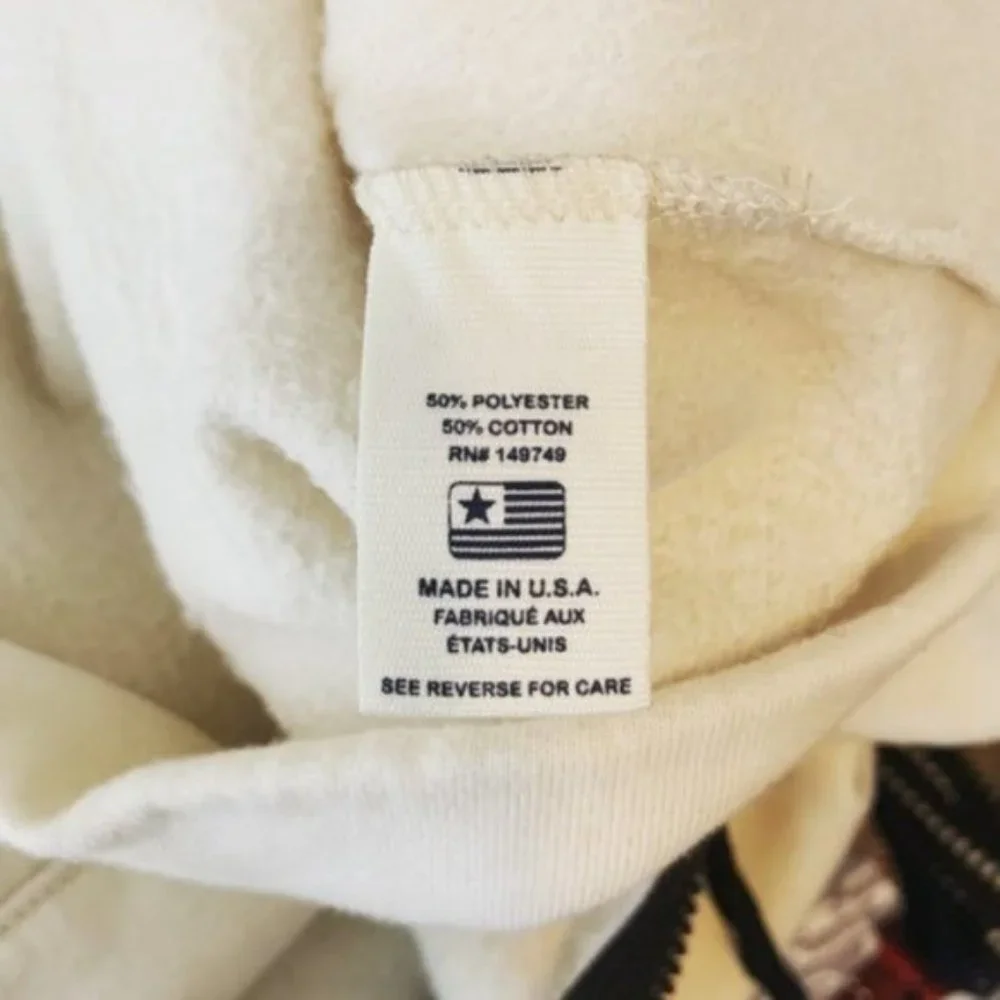 50% POLYESTER
50% COTTON
RN# 149749
MADE IN U.S.A.
FABRIQUÉ AUX
ÉTATS-UNIS
SEE REVERSE FOR CARE